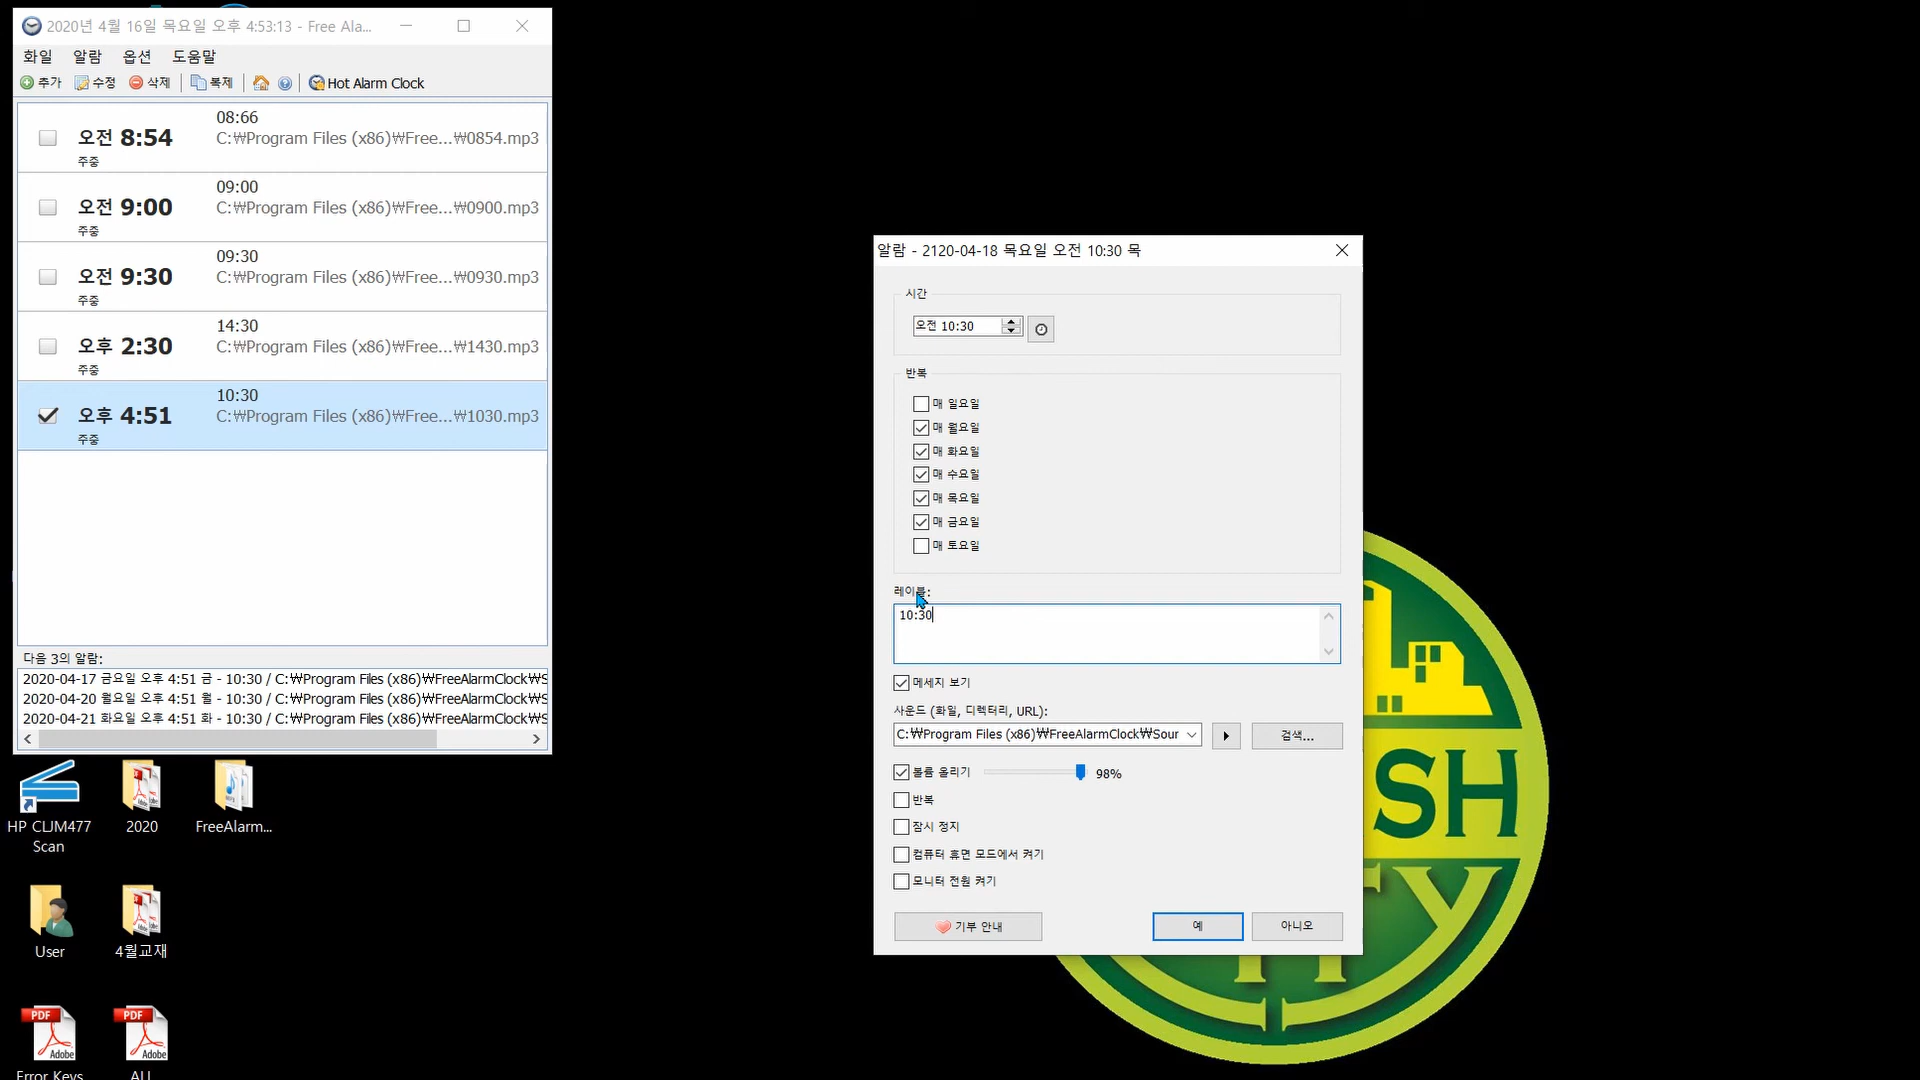 2020년 4월 16일 목요일 오후 4:53:13 - Free Ala...
화일 알람 옵션 도움말
추가 수정 삭제 복제 Hot Alarm Clock
08:66
오전 8:54 C:₩Program Files (x86)₩Free...₩0854.mp3
주중
09:00
오전 9:00 C:₩Program Files (x86)₩Free...₩0900.mp3
주중
09:30
오전 9:30 C:₩Program Files (x86)₩Free...₩0930.mp3
주중
14:30
오후 2:30 C:₩Program Files (x86)₩Free...₩1430.mp3
주중
10:30
오후 4:51 C:₩Program Files (x86)₩Free...₩1030.mp3
주중
다음 3의 알람:
2020-04-17 금요일 오후 4:51 금 - 10:30 / C:₩Program Files (x86)₩FreeAlarmClock₩S
2020-04-20 월요일 오후 4:51 월 - 10:30 / C:₩Program Files (x86)₩FreeAlarmClock₩S
2020-04-21 화요일 오후 4:51 화 - 10:30 / C:₩Program Files (x86)₩FreeAlarmClock₩S
HP CLJM477 Scan
2020
FreeAlarm...
User
4월교재
PDF
Adobe
Error Keys
PDF
Adobe
ALL
알람 - 2120-04-18 목요일 오전 10:30 목
시간
오전 10:30
반복
매 일요일
매 월요일
매 화요일
매 수요일
매 목요일
매 금요일
매 토요일
레이블:
10:30
메세지 보기
사운드 (화일, 디렉터리, URL):
C:₩Program Files (x86)₩FreeAlarmClock₩Sour
검색...
볼륨 올리기 98%
반복
잠시 정지
컴퓨터 휴면 모드에서 켜기
모니터 전원 켜기
기부 안내 예 아니오
SH
TY